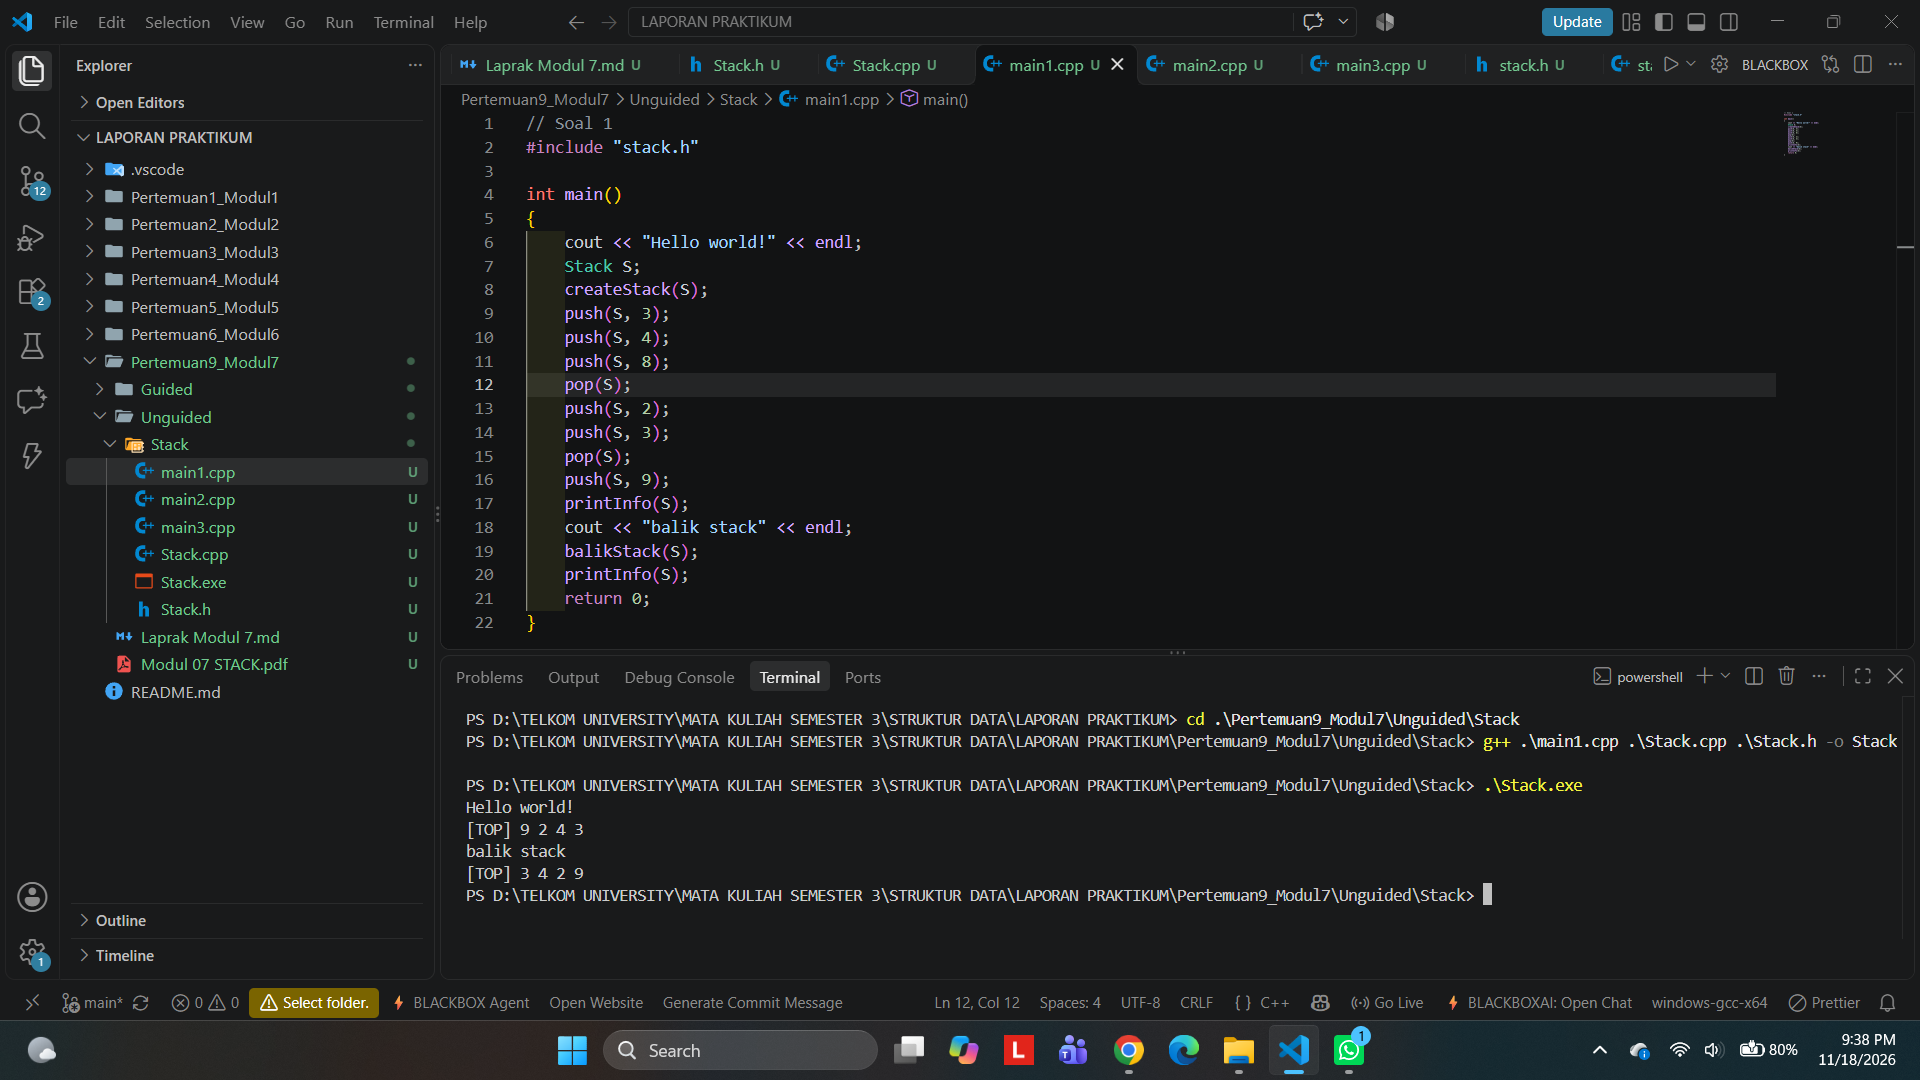 File Edit Selection View Go Run Terminal Help
LAPORAN PRAKTIKUM
Update
Explorer
Open Editors
LAPORAN PRAKTIKUM
.vscode
Pertemuan1_Modul1
Pertemuan2_Modul2
Pertemuan3_Modul3
Pertemuan4_Modul4
Pertemuan5_Modul5
Pertemuan6_Modul6
Pertemuan9_Modul7
Guided
Unguided
Stack
main1.cpp U
main2.cpp U
main3.cpp U
Stack.cpp U
Stack.exe U
Stack.h U
Laprak Modul 7.md U
Modul 07 STACK.pdf U
README.md
Outline
Timeline
12
2
1
Laprak Modul 7.md U Stack.h U Stack.cpp U main1.cpp U main2.cpp U main3.cpp U stack.h U st BLACKBOX
Pertemuan9_Modul7 > Unguided > Stack > main1.cpp > main()
1 // Soal 1
2 #include "stack.h"
3
4 int main()
5 {
6 cout << "Hello world!" << endl;
7 Stack S;
8 createStack(S);
9 push(S, 3);
10 push(S, 4);
11 push(S, 8);
12 pop(S);
13 push(S, 2);
14 push(S, 3);
15 pop(S);
16 push(S, 9);
17 printInfo(S);
18 cout << "balik stack" << endl;
19 balikStack(S);
20 printInfo(S);
21 return 0;
22 }
Problems Output Debug Console Terminal Ports
powershell
PS D:\TELKOM UNIVERSITY\MATA KULIAH SEMESTER 3\STRUKTUR DATA\LAPORAN PRAKTIKUM> cd .\Pertemuan9_Modul7\Unguided\Stack
PS D:\TELKOM UNIVERSITY\MATA KULIAH SEMESTER 3\STRUKTUR DATA\LAPORAN PRAKTIKUM\Pertemuan9_Modul7\Unguided\Stack> g++ .\main1.cpp .\Stack.cpp .\Stack.h -o Stack
PS D:\TELKOM UNIVERSITY\MATA KULIAH SEMESTER 3\STRUKTUR DATA\LAPORAN PRAKTIKUM\Pertemuan9_Modul7\Unguided\Stack> .\Stack.exe
Hello world!
[TOP] 9 2 4 3
balik stack
[TOP] 3 4 2 9
PS D:\TELKOM UNIVERSITY\MATA KULIAH SEMESTER 3\STRUKTUR DATA\LAPORAN PRAKTIKUM\Pertemuan9_Modul7\Unguided\Stack>
main* 0 0 Select folder. BLACKBOX Agent Open Website Generate Commit Message Ln 12, Col 12 Spaces: 4 UTF-8 CRLF {} C++ Go Live BLACKBOXAI: Open Chat windows-gcc-x64 Prettier
Search
L
T
1
80%
9:38 PM
11/18/2026